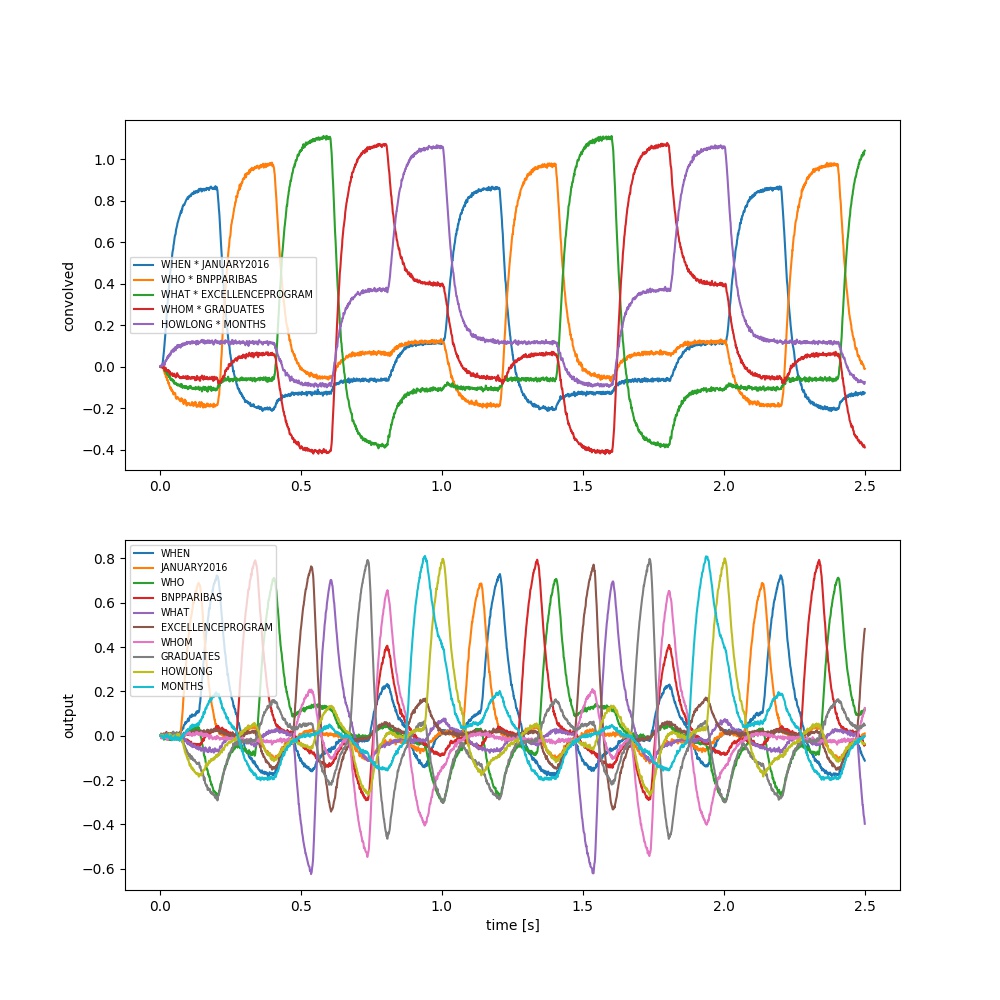 1.0
0.8
0.6
0.4
0.2
0.0
−0.2
−0.4
convolved
WHEN * JANUARY2016
WHO * BNPPARIBAS
WHAT * EXCELLENCEPROGRAM
WHOM * GRADUATES
HOWLONG * MONTHS
0.0 0.5 1.0 1.5 2.0 2.5
0.8
0.6
0.4
0.2
0.0
−0.2
−0.4
−0.6
output
WHEN
JANUARY2016
WHO
BNPPARIBAS
WHAT
EXCELLENCEPROGRAM
WHOM
GRADUATES
HOWLONG
MONTHS
0.0 0.5 1.0 1.5 2.0 2.5
time [s]